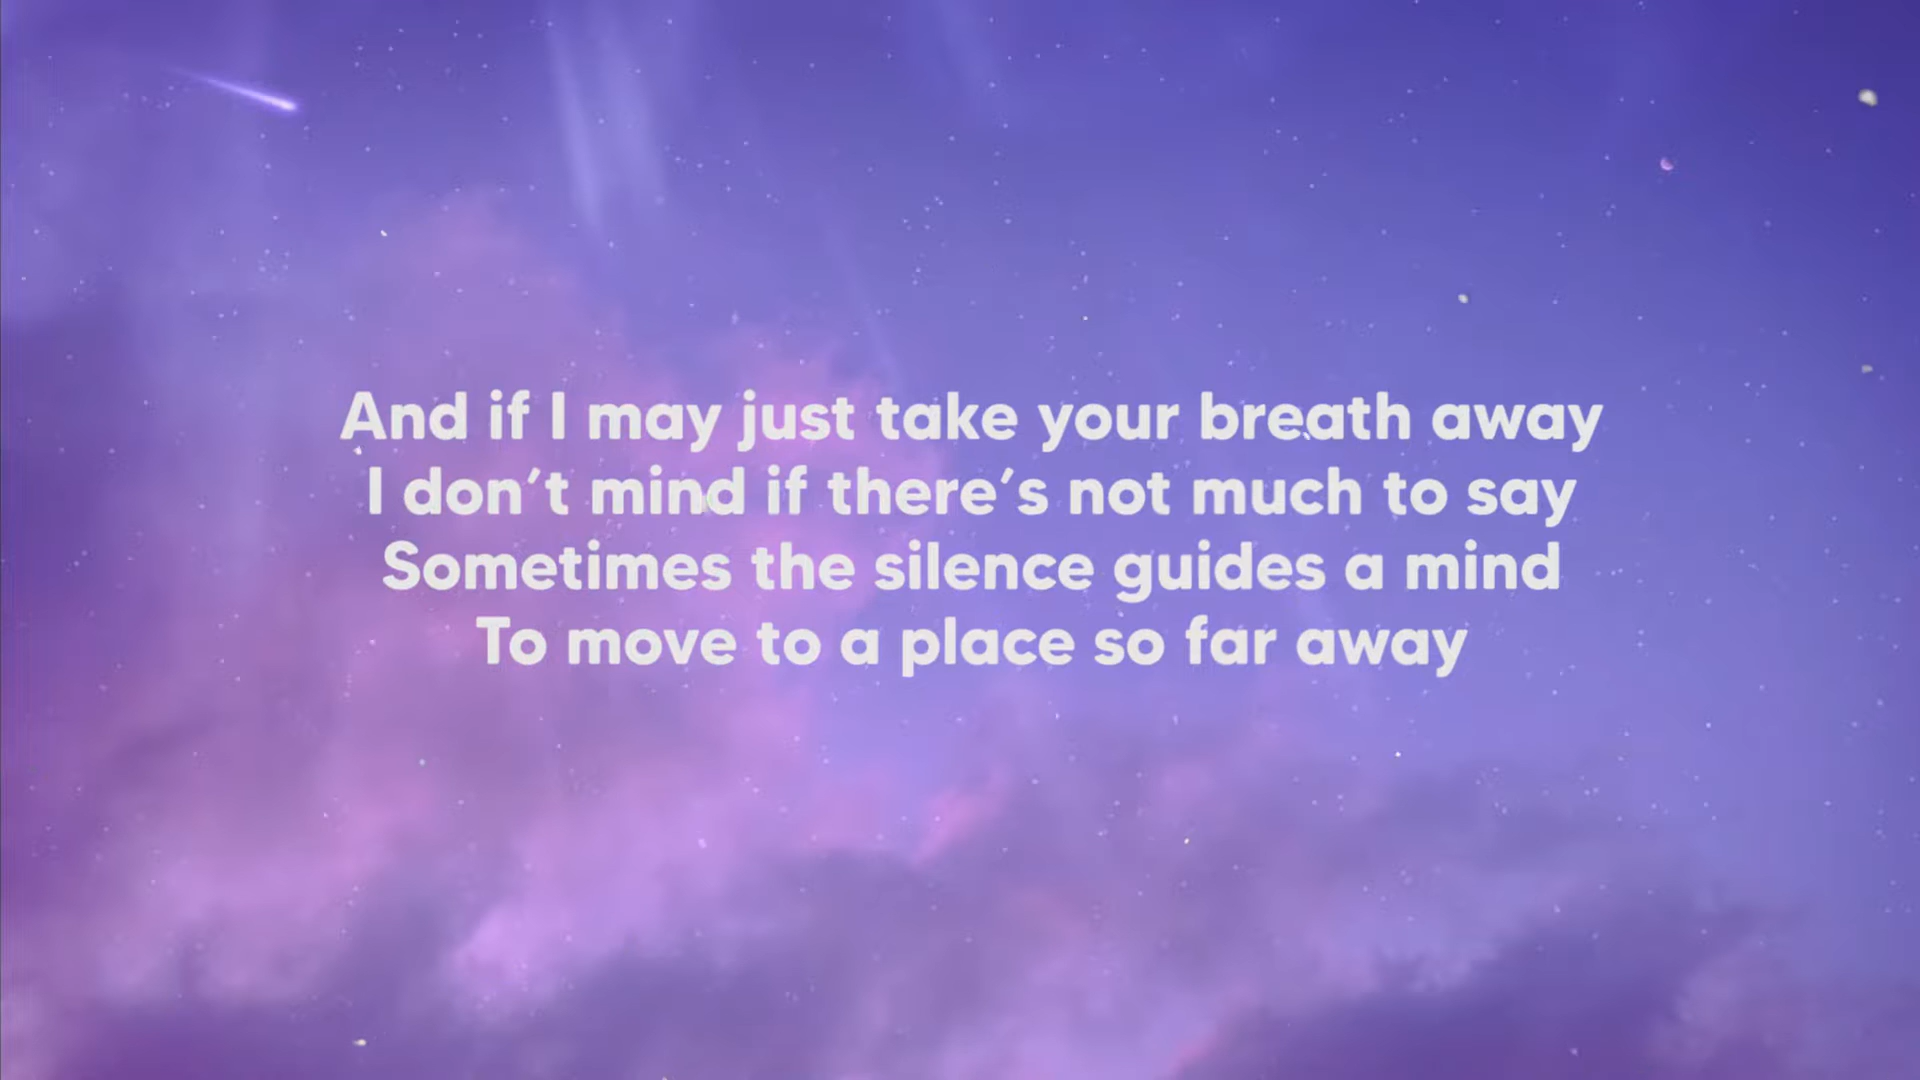 And if I may just take your breath away
I don’t mind if there’s not much to say
Sometimes the silence guides a mind
To move to a place so far away